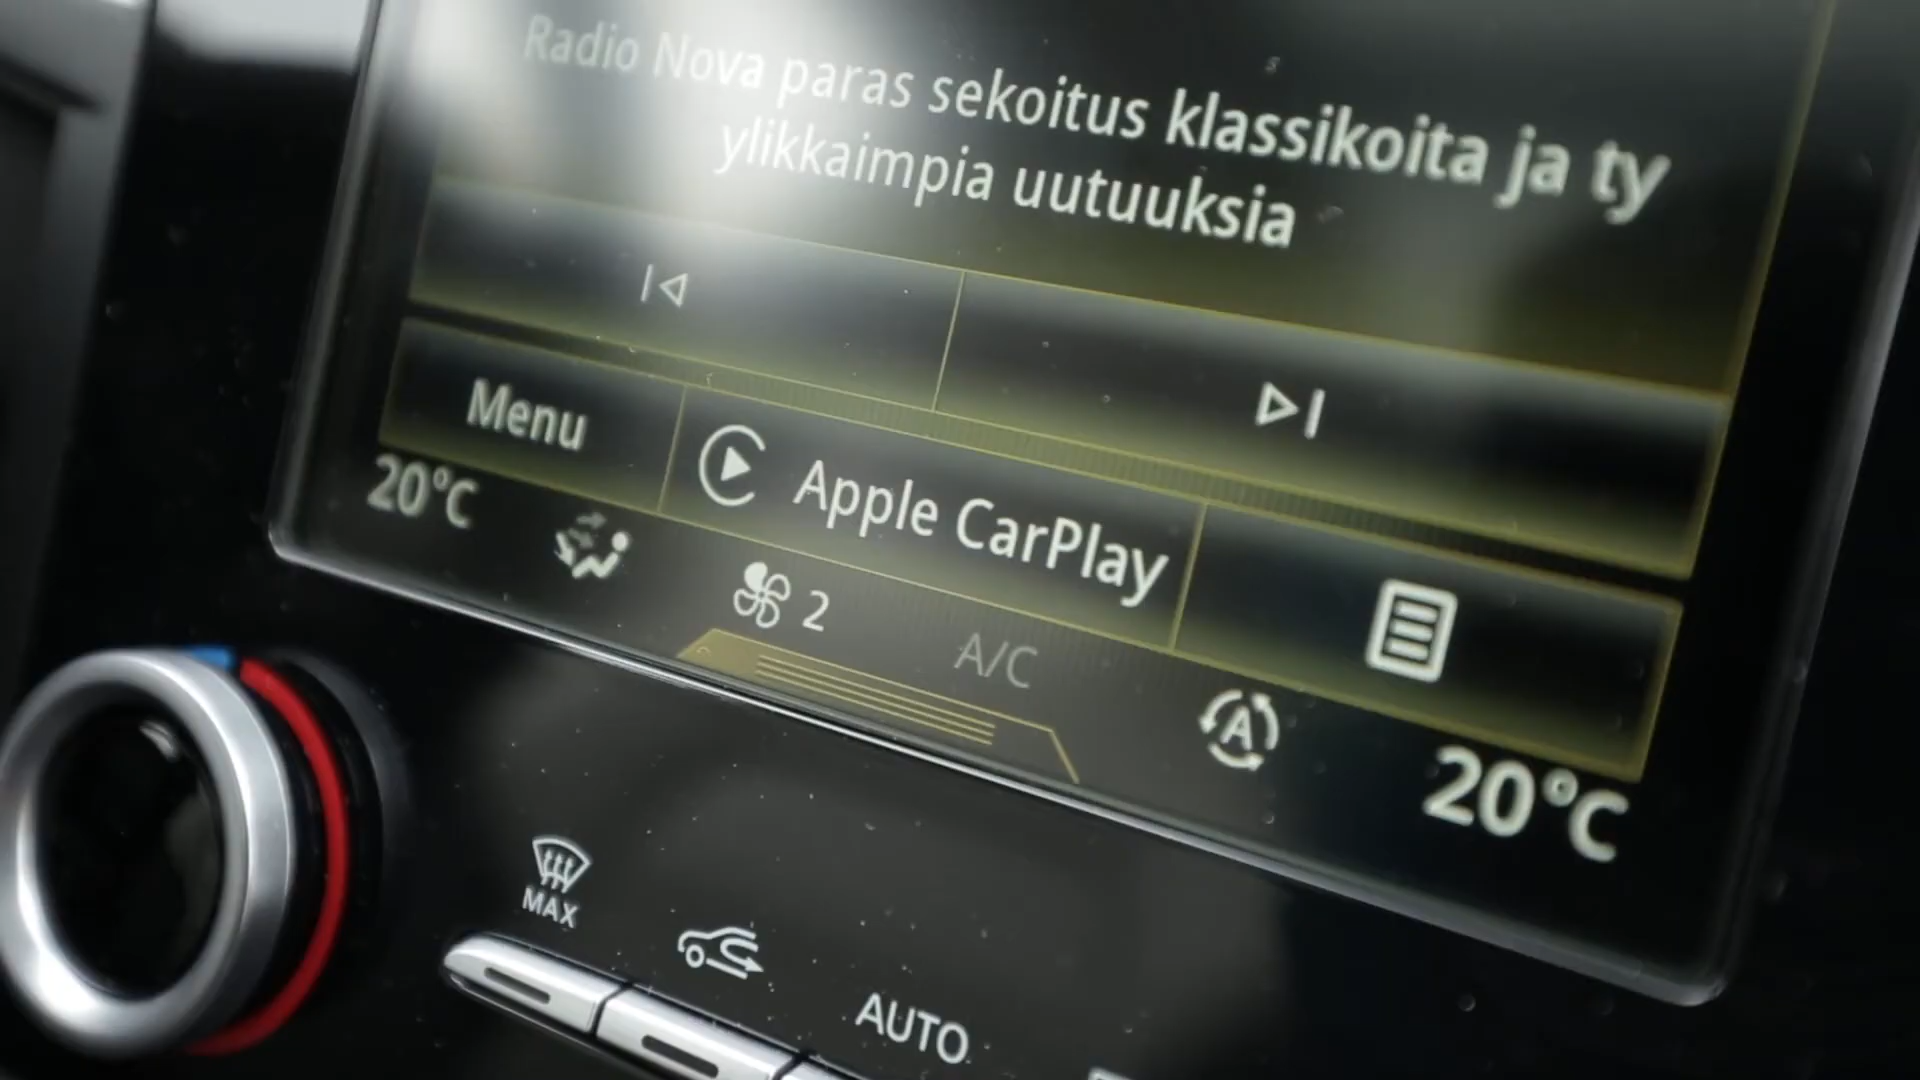 Radio Nova paras sekoitus klassikoita ja ty
ylikkaimpia uutuuksia
Menu
Apple CarPlay
20°C
2
A/C
A
20°C
MAX
AUTO